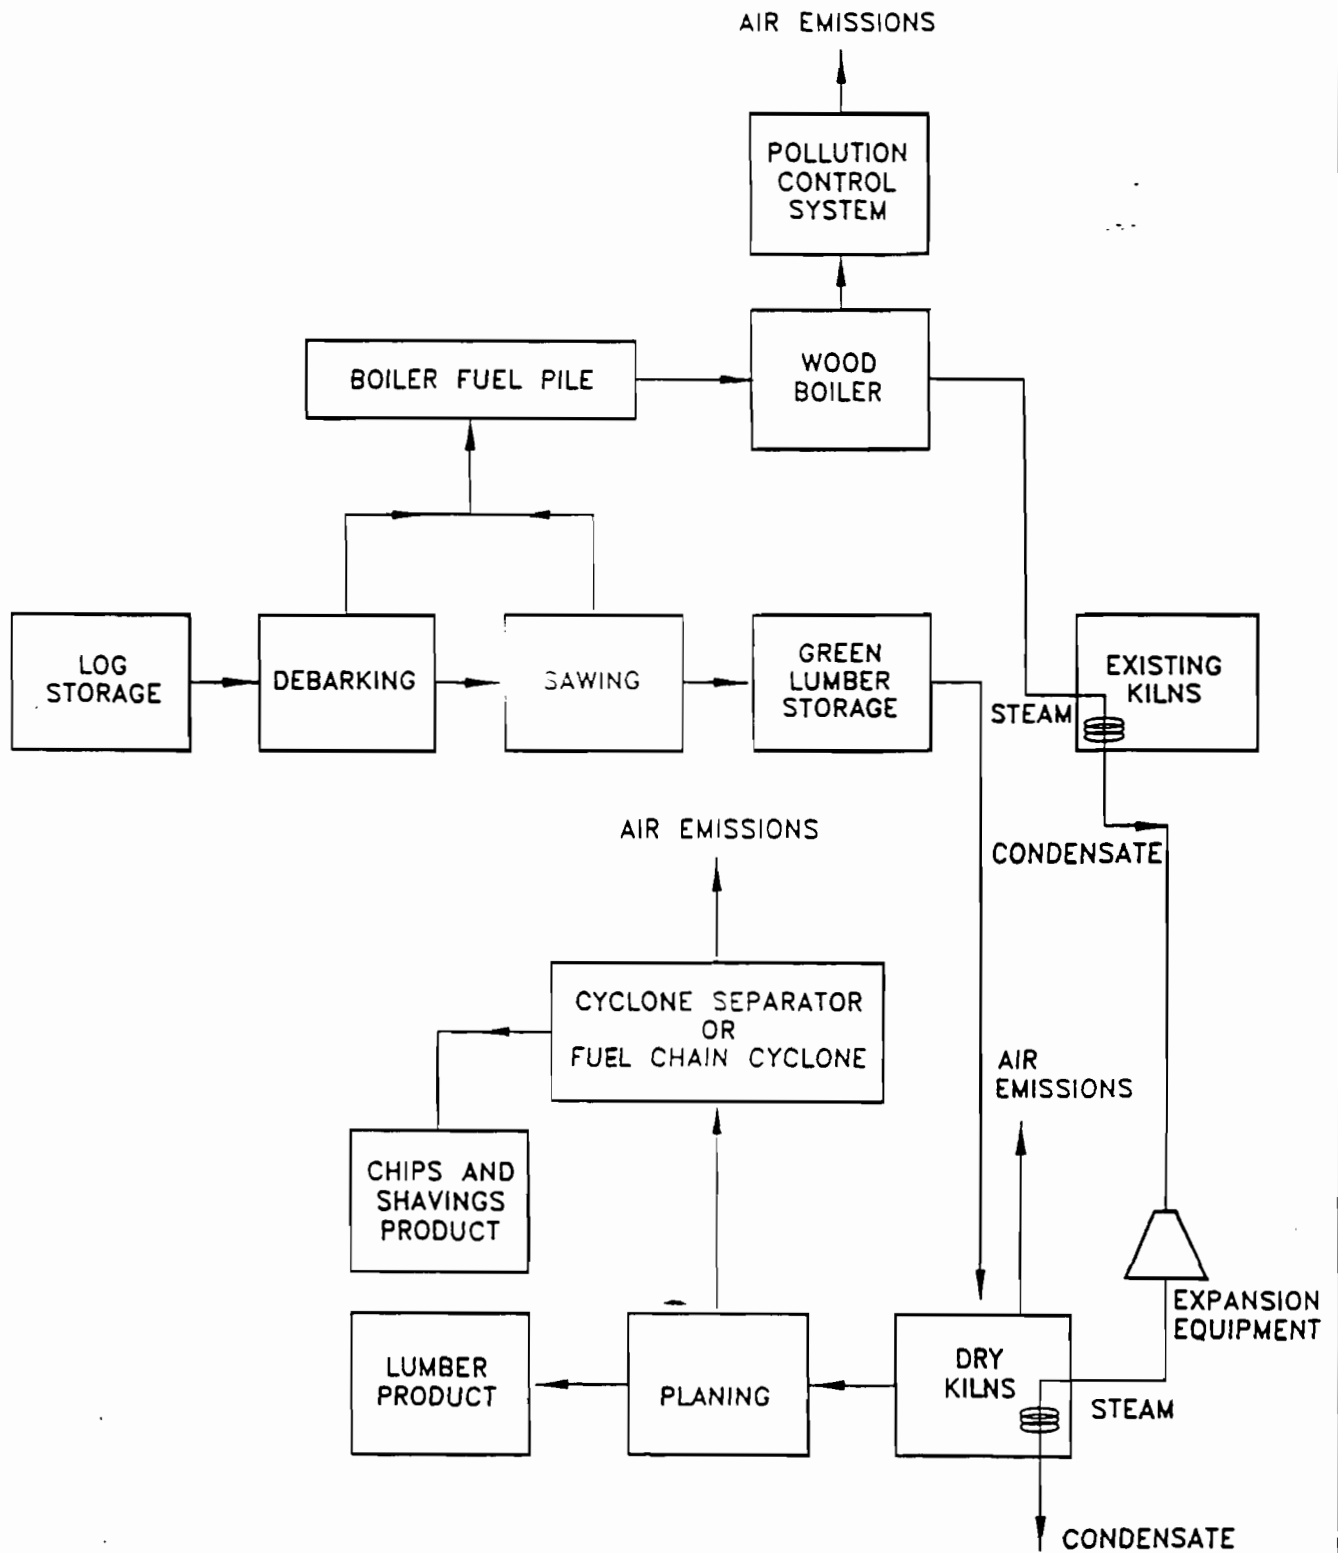 AIR EMISSIONS
POLLUTION
CONTROL
SYSTEM
WOOD
BOILER
BOILER FUEL PILE
LOG
STORAGE
DEBARKING
SAWING
GREEN
LUMBER
STORAGE
EXISTING
KILNS
STEAM
CONDENSATE
AIR EMISSIONS
CYCLONE SEPARATOR
OR
FUEL CHAIN CYCLONE
AIR
EMISSIONS
CHIPS AND
SHAVINGS
PRODUCT
EXPANSION
EQUIPMENT
LUMBER
PRODUCT
PLANING
DRY
KILNS
STEAM
CONDENSATE